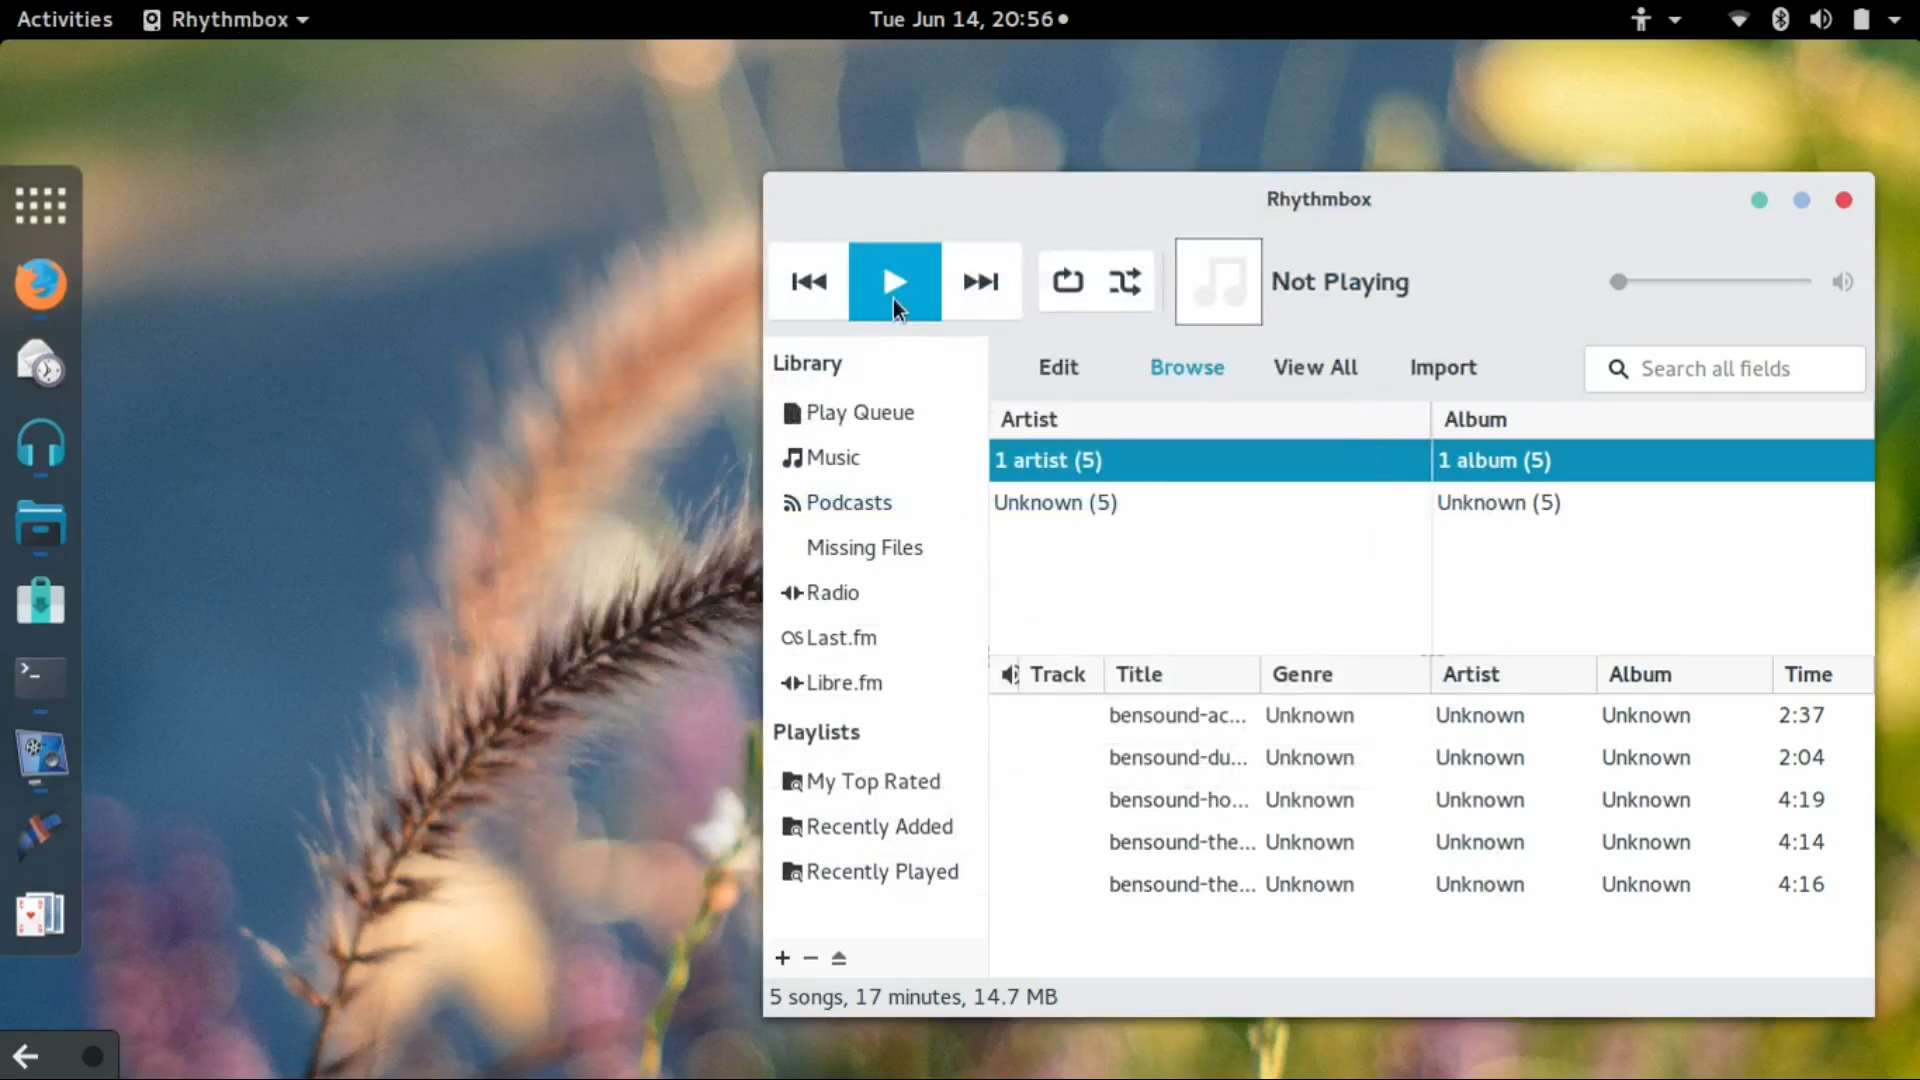 Activities Rhythmbox Tue Jun 14, 20:56
Rhythmbox
Not Playing
Library
Edit Browse View All Import Search all fields
Play Queue
Music
Podcasts
Missing Files
Radio
Last.fm
Libre.fm
Playlists
My Top Rated
Recently Added
Recently Played
Artist Album
1 artist (5) 1 album (5)
Unknown (5) Unknown (5)
Track Title Genre Artist Album Time
bensound-ac... Unknown Unknown Unknown 2:37
bensound-du... Unknown Unknown Unknown 2:04
bensound-ho... Unknown Unknown Unknown 4:19
bensound-the... Unknown Unknown Unknown 4:14
bensound-the... Unknown Unknown Unknown 4:16
5 songs, 17 minutes, 14.7 MB